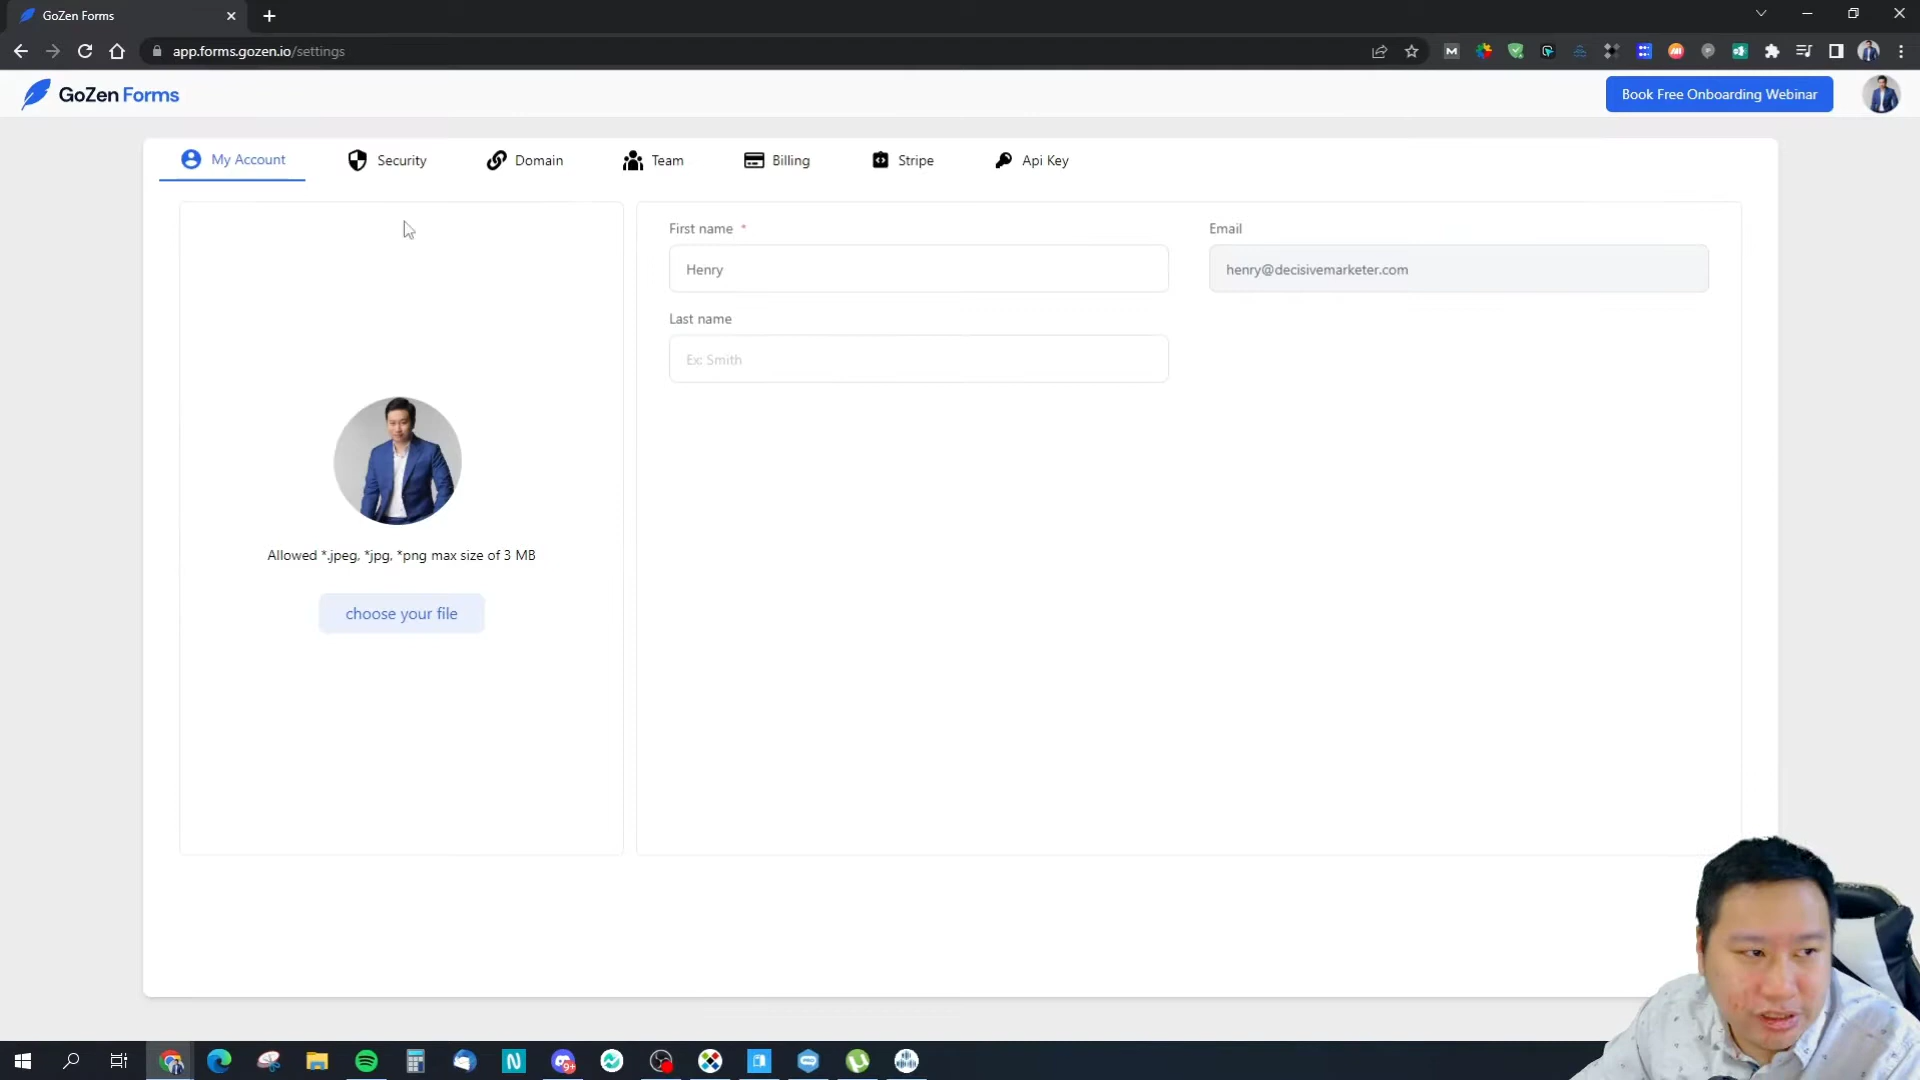 GoZen Forms
app.forms.gozen.io/settings
GoZen Forms
Book Free Onboarding Webinar
My Account
Security
Domain
Team
Billing
Stripe
Api Key
First name *
Henry
Email
henry@decisivemarketer.com
Last name
Ex: Smith
Allowed *.jpeg, *jpg, *png max size of 3 MB
choose your file